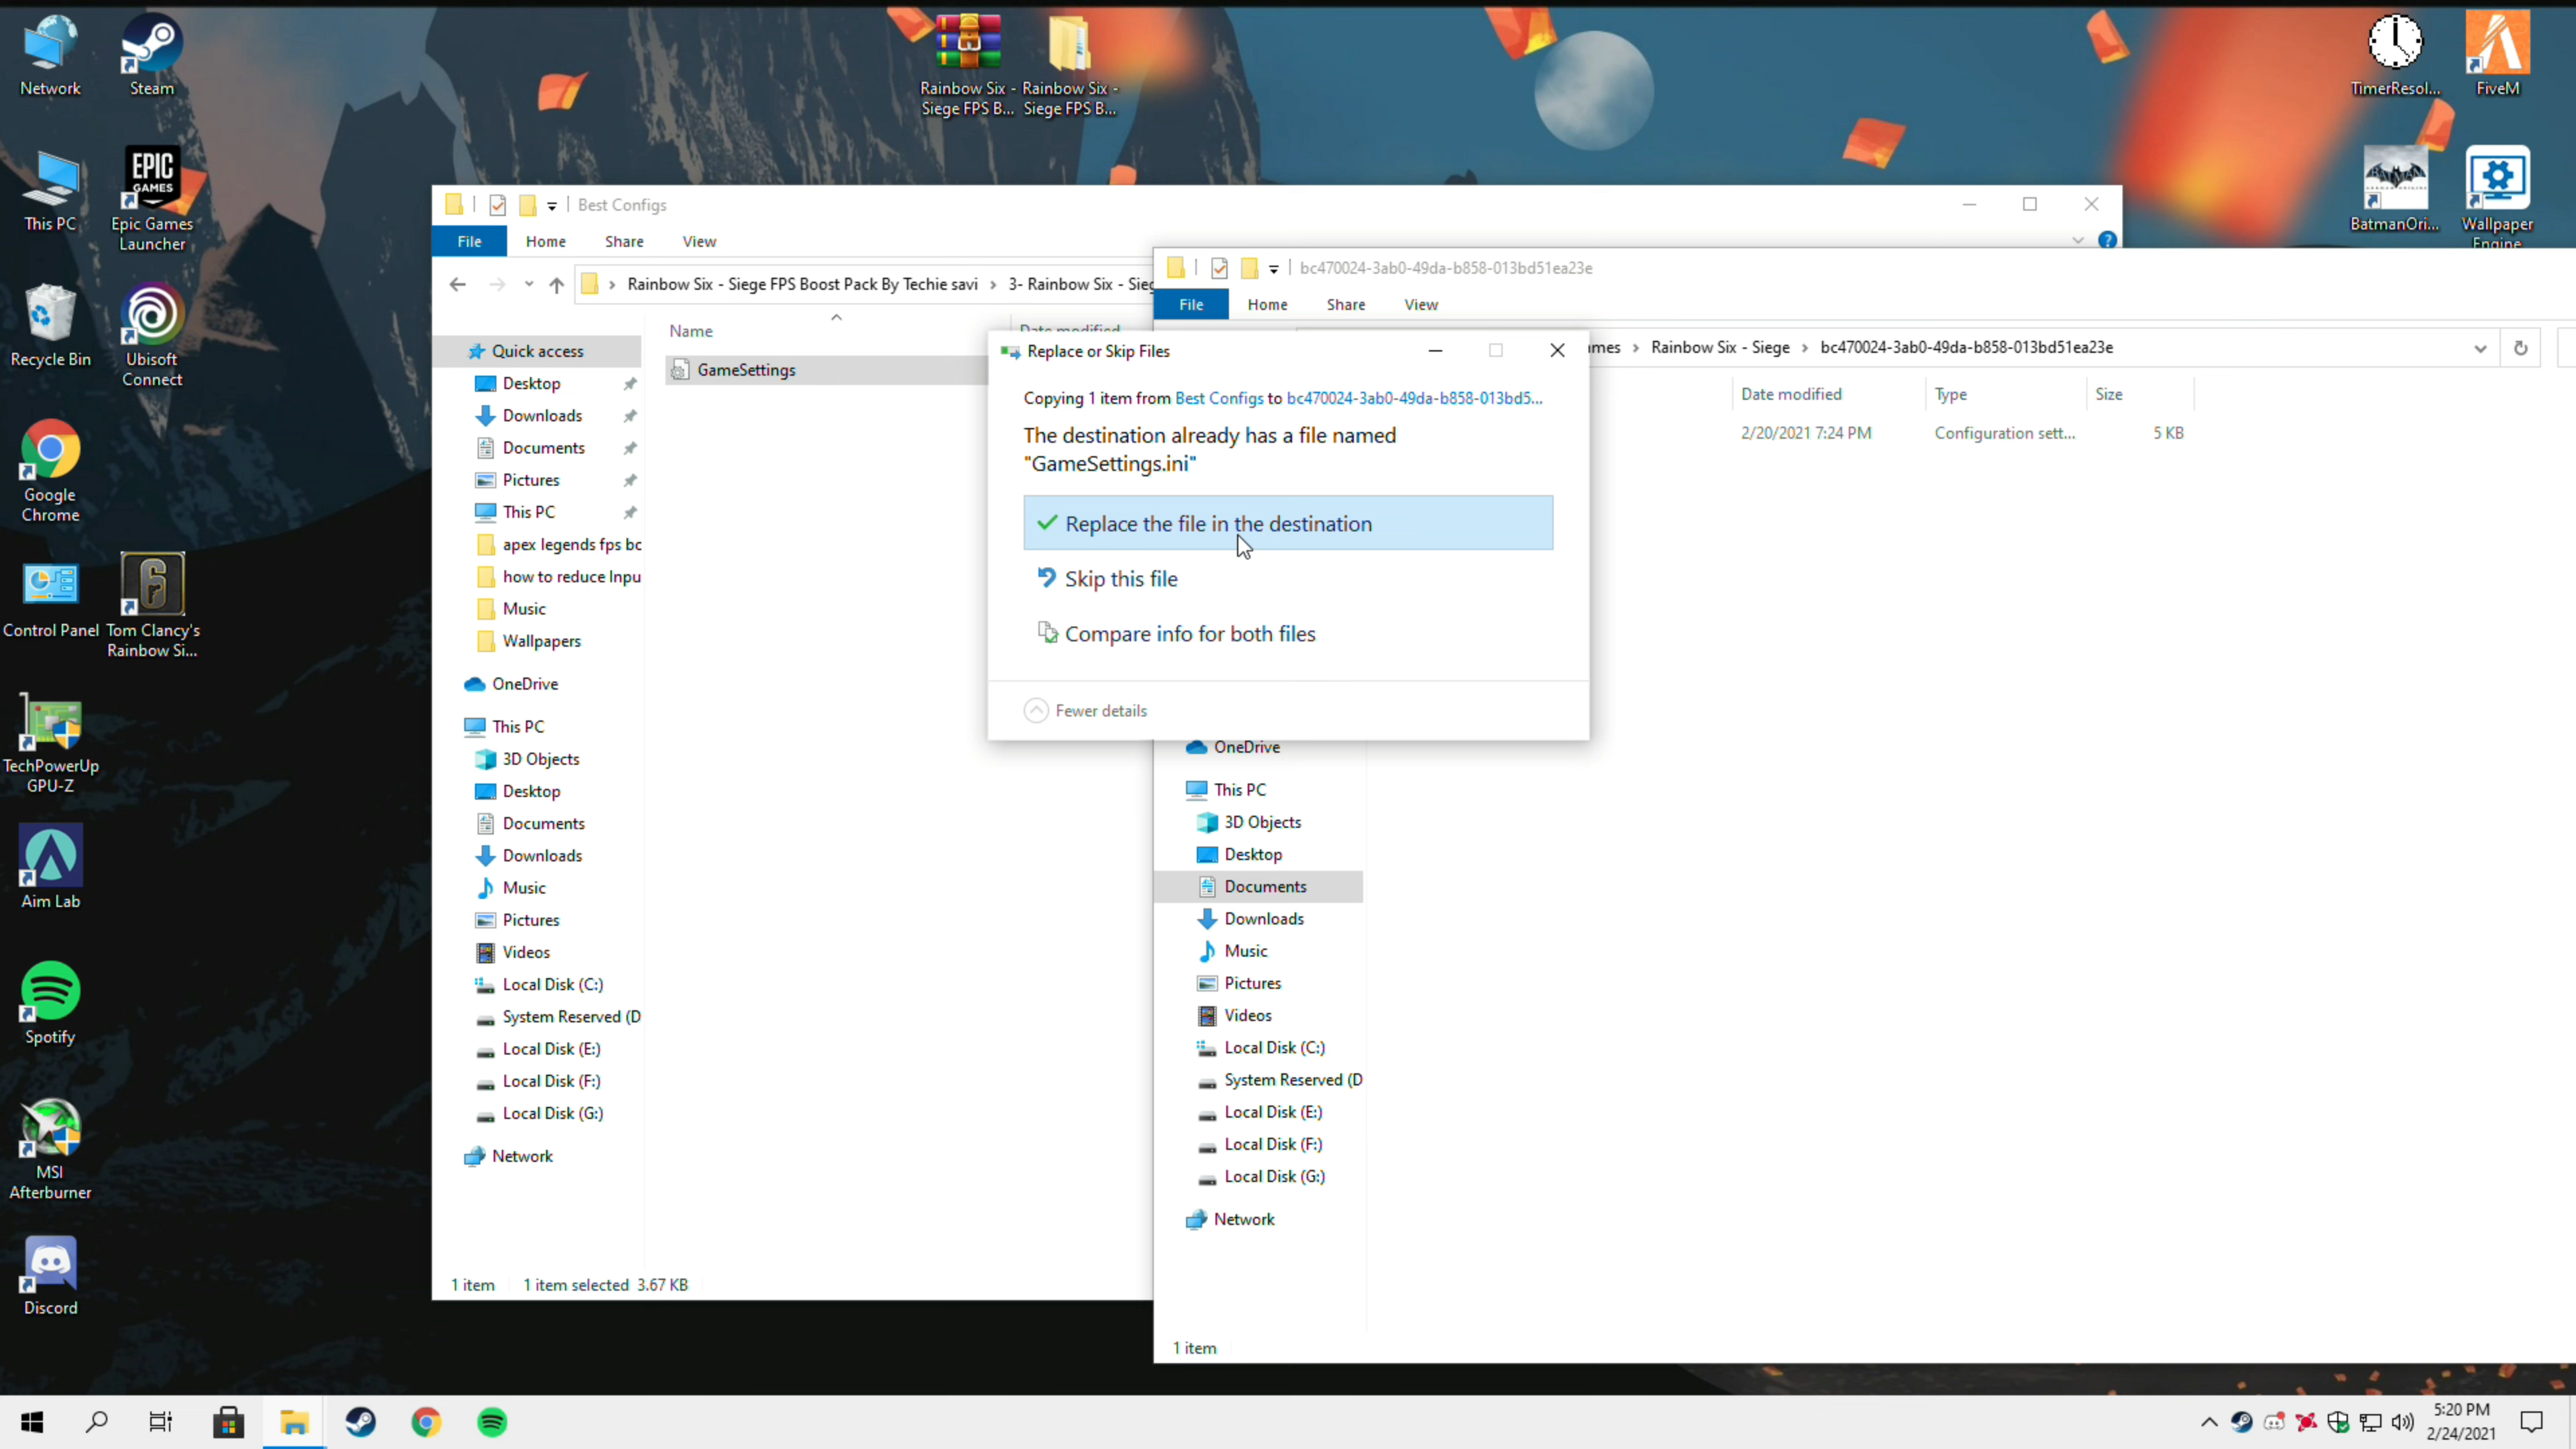 Network
Steam
Rainbow Six -
Siege FPS B...
Rainbow Six -
Siege FPS B...
TimerResol...
FiveM
This PC
EPIC
GAMES
Epic Games
Launcher
BATMAN
BatmanOri...
Wallpaper
Engine
Recycle Bin
Ubisoft
Connect
Google
Chrome
Control Panel
6
Tom Clancy's
Rainbow Si...
TechPowerUp
GPU-Z
Aim Lab
Spotify
MSI
Afterburner
Discord
Best Configs
File
Home
Share
View
Rainbow Six - Siege FPS Boost Pack By Techie savi
3- Rainbow Six - Sieg
Name
Date modified
GameSettings
Quick access
Desktop
Downloads
Documents
Pictures
This PC
apex legends fps bc
how to reduce Inpu
Music
Wallpapers
OneDrive
This PC
3D Objects
Desktop
Documents
Downloads
Music
Pictures
Videos
Local Disk (C:)
System Reserved (D
Local Disk (E:)
Local Disk (F:)
Local Disk (G:)
Network
1 item
1 item selected 3.67 KB
bc470024-3ab0-49da-b858-013bd51ea23e
File
Home
Share
View
mes
Rainbow Six - Siege
bc470024-3ab0-49da-b858-013bd51ea23e
Date modified
Type
Size
2/20/2021 7:24 PM
Configuration sett...
5 KB
Replace or Skip Files
Copying 1 item from Best Configs to bc470024-3ab0-49da-b858-013bd5...
The destination already has a file named
"GameSettings.ini"
Replace the file in the destination
Skip this file
Compare info for both files
Fewer details
OneDrive
This PC
3D Objects
Desktop
Documents
Downloads
Music
Pictures
Videos
Local Disk (C:)
System Reserved (D
Local Disk (E:)
Local Disk (F:)
Local Disk (G:)
Network
1 item
5:20 PM
2/24/2021